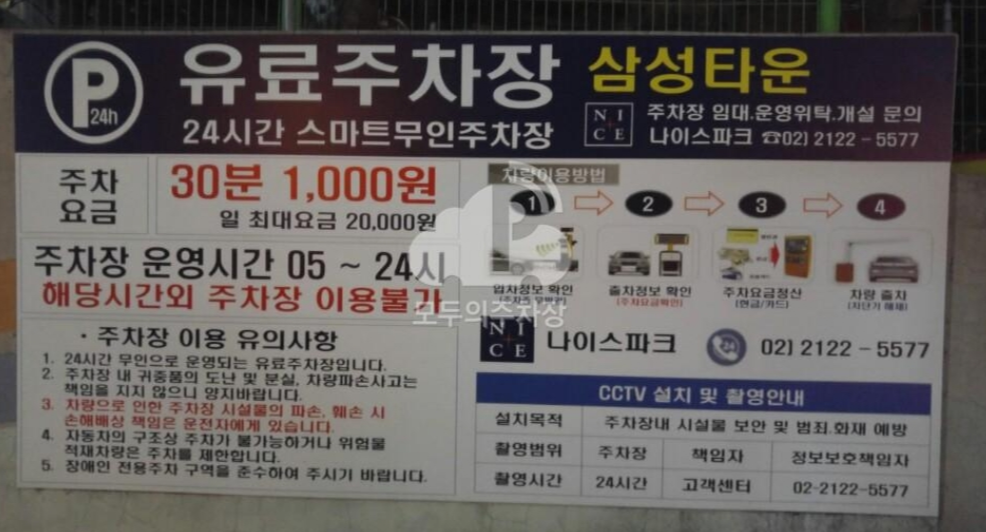 P
24h
유료주차장 삼성타운
24시간 스마트무인주차장
NICE
주차장 임대.운영위탁.개설 문의
나이스파크 ☎02) 2122 - 5577
주차
요금
30분 1,000원
일 최대요금 20,000원
주차장 운영시간 05 ~ 24시
해당시간외 주차장 이용불가
· 주차장 이용 유의사항
1. 24시간 무인으로 운영되는 유료주차장입니다.
2. 주차장 내 귀중품의 도난 및 분실, 차량파손사고는
책임을 지지 않으니 양지바랍니다.
3. 차량으로 인한 주차장 시설물의 파손, 훼손 시
손해배상 책임은 운전자에게 있습니다.
4. 자동차의 구조상 주차가 불가능하거나 위험물
적재차량은 주차를 제한합니다.
5. 장애인 전용주차 구역을 준수하여 주시기 바랍니다.
차량이용방법
1 2 3 4
입차정보 확인 출차정보 확인 주차요금정산 차량 출차
(주차요금확인) (현금/카드) (차단기 해제)
모두의주차장
NICE 나이스파크 24 02) 2122 - 5577
CCTV 설치 및 촬영안내
설치목적 주차장내 시설물 보안 및 범죄.화재 예방
촬영범위 주차장 책임자 정보보호책임자
촬영시간 24시간 고객센터 02-2122-5577